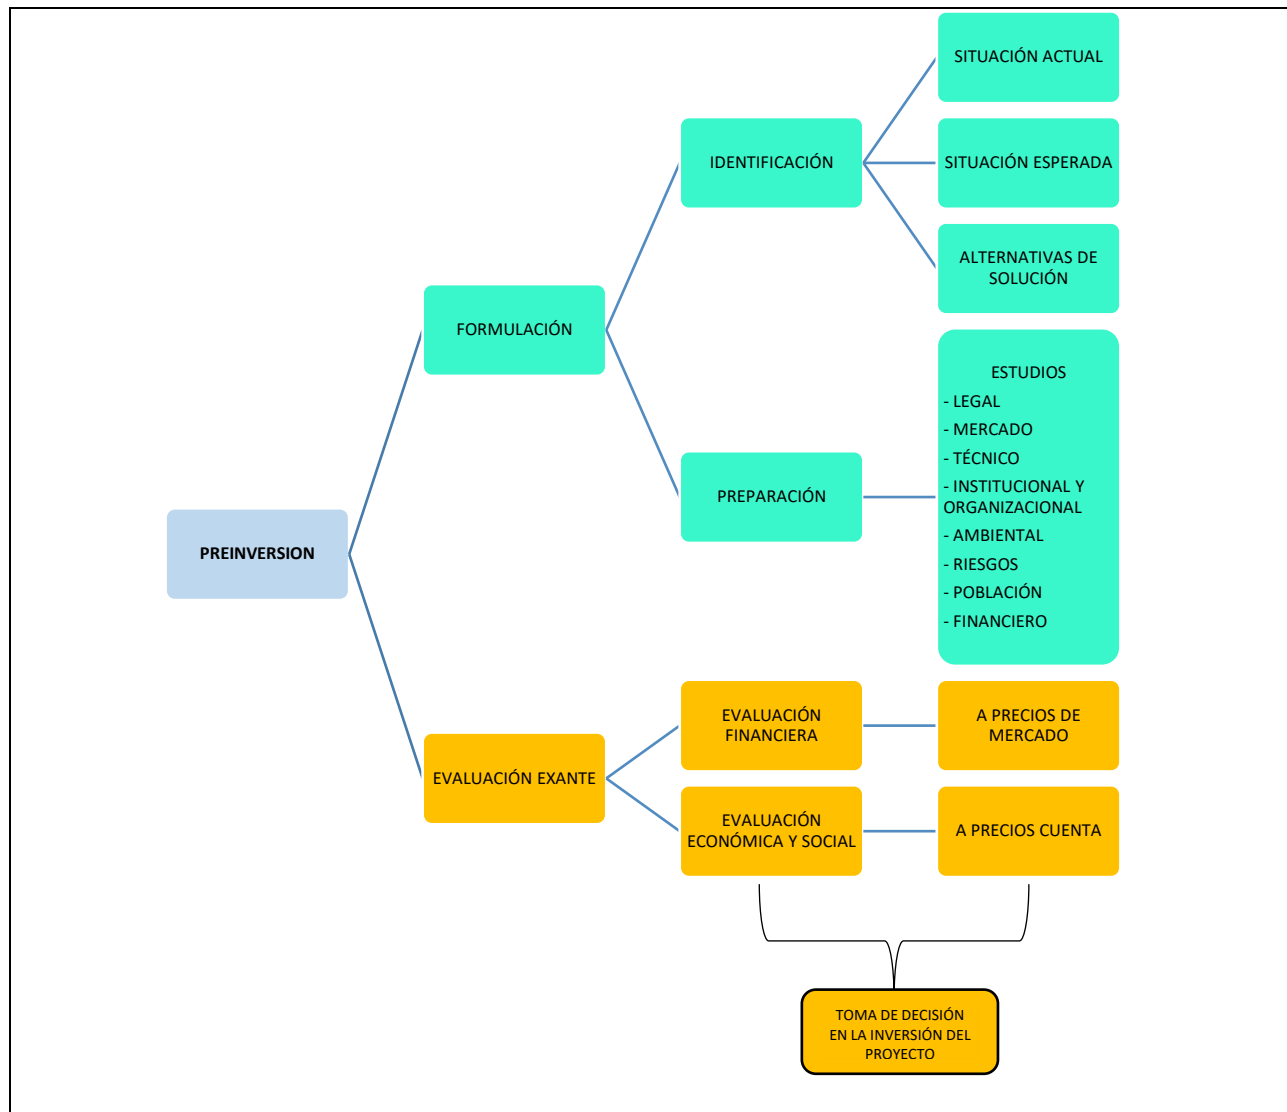 SITUACIÓN ACTUAL
IDENTIFICACIÓN
SITUACIÓN ESPERADA
ALTERNATIVAS DE
SOLUCIÓN
FORMULACIÓN
ESTUDIOS
- LEGAL
- MERCADO
- TÉCNICO
- INSTITUCIONAL Y
ORGANIZACIONAL
- AMBIENTAL
- RIESGOS
- POBLACIÓN
- FINANCIERO
PREPARACIÓN
PREINVERSION
EVALUACIÓN EXANTE
EVALUACIÓN
FINANCIERA
A PRECIOS DE
MERCADO
EVALUACIÓN
ECONÓMICA Y SOCIAL
A PRECIOS CUENTA
TOMA DE DECISIÓN
EN LA INVERSIÓN DEL
PROYECTO